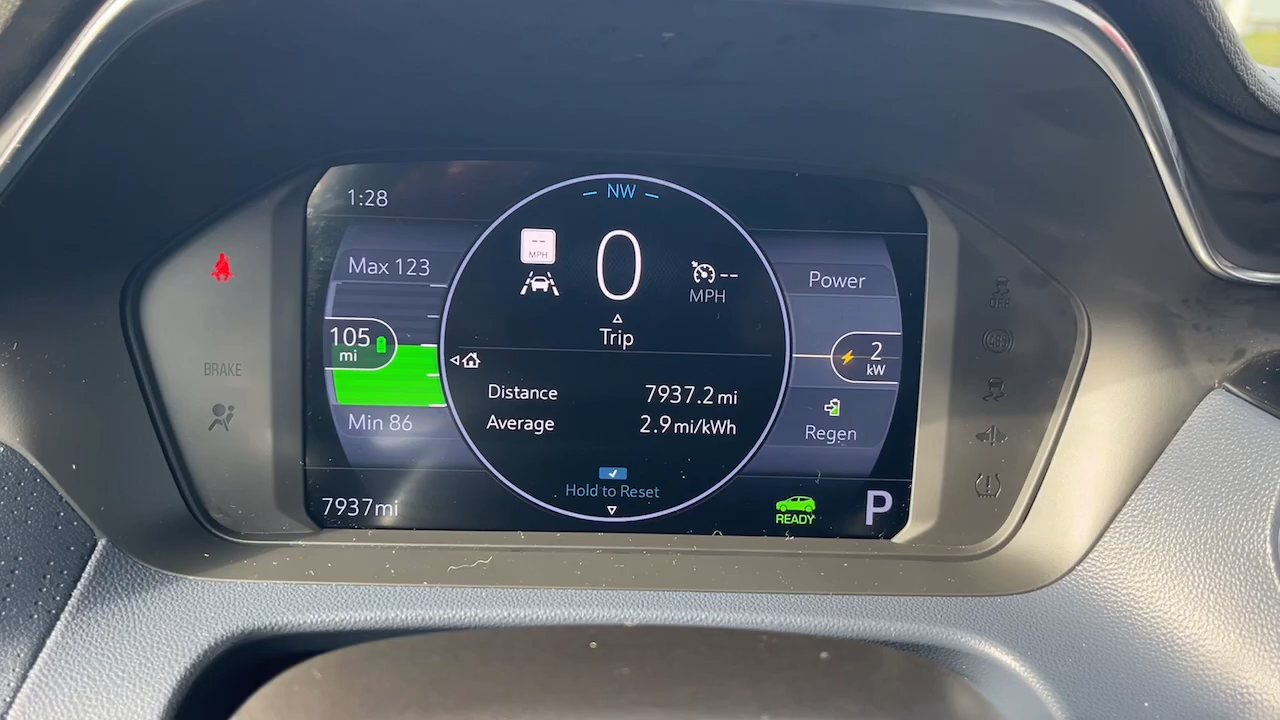 NW
1:28
--
MPH
0
--
MPH
Max 123
Power
Trip
105
mi
2
kW
BRAKE
Distance 7937.2 mi
Average 2.9 mi/kWh
Min 86
Regen
Hold to Reset
7937mi
READY
P
OFF
ABS